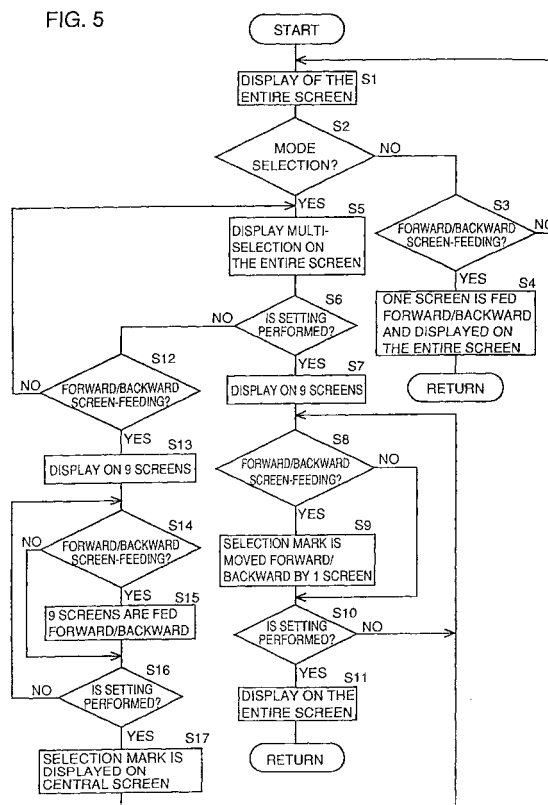 FIG. 5
START
DISPLAY OF THE
ENTIRE SCREEN
S1
S2
MODE
SELECTION?
NO
YES
S3
FORWARD/BACKWARD
SCREEN-FEEDING?
NO
YES
S4
ONE SCREEN IS FED
FORWARD/BACKWARD
AND DISPLAYED ON
THE ENTIRE SCREEN
RETURN
S5
DISPLAY MULTI-
SELECTION ON
THE ENTIRE SCREEN
S6
IS SETTING
PERFORMED?
NO
YES
S7
DISPLAY ON 9 SCREENS
S8
FORWARD/BACKWARD
SCREEN-FEEDING?
NO
YES
S9
SELECTION MARK IS
MOVED FORWARD/
BACKWARD BY 1 SCREEN
S10
IS SETTING
PERFORMED?
NO
YES
S11
DISPLAY ON THE
ENTIRE SCREEN
RETURN
S12
FORWARD/BACKWARD
SCREEN-FEEDING?
NO
YES
S13
DISPLAY ON 9 SCREENS
S14
FORWARD/BACKWARD
SCREEN-FEEDING?
NO
YES
S15
9 SCREENS ARE FED
FORWARD/BACKWARD
S16
IS SETTING
PERFORMED?
NO
YES
S17
SELECTION MARK IS
DISPLAYED ON
CENTRAL SCREEN